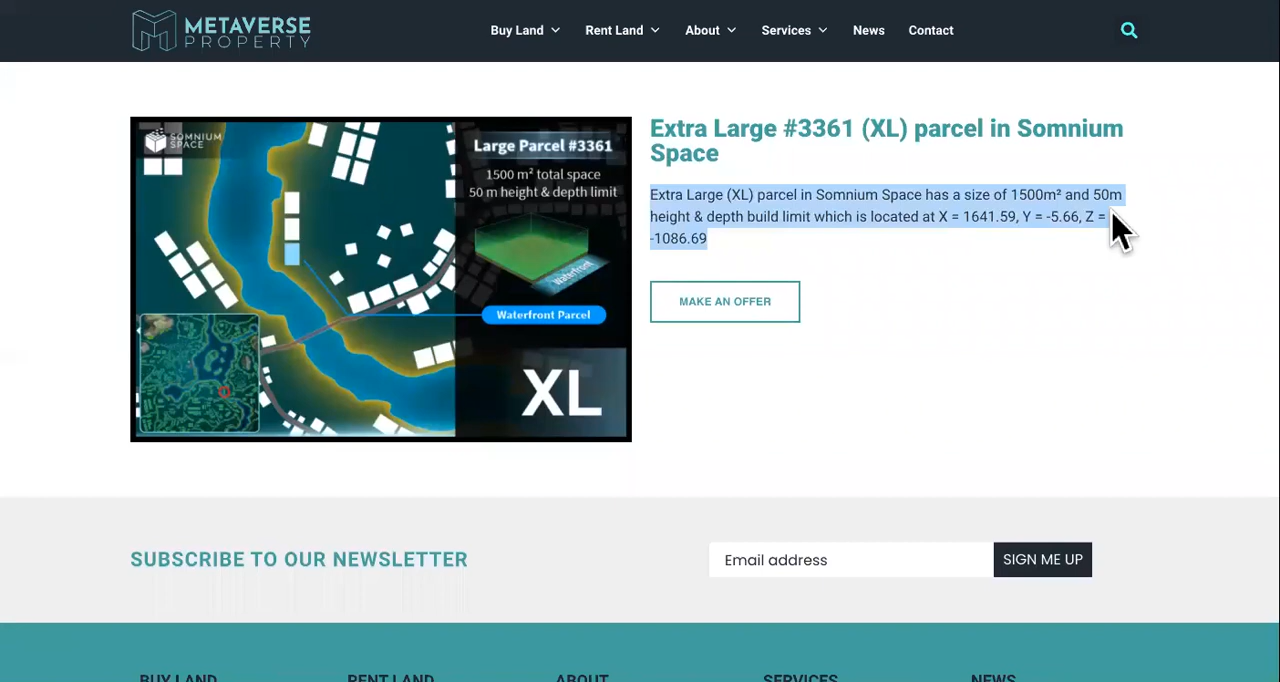 METAVERSE
PROPERTY
Buy Land
Rent Land
About
Services
News
Contact
SOMNIUM
SPACE
Large Parcel #3361
1500 m² total space
50 m height & depth limit
Waterfront
Waterfront Parcel
XL
Extra Large #3361 (XL) parcel in Somnium
Space
Extra Large (XL) parcel in Somnium Space has a size of 1500m² and 50m
height & depth build limit which is located at X = 1641.59, Y = -5.66, Z =
-1086.69
MAKE AN OFFER
SUBSCRIBE TO OUR NEWSLETTER
Email address
SIGN ME UP
BUY LAND
RENT LAND
ABOUT
SERVICES
NEWS